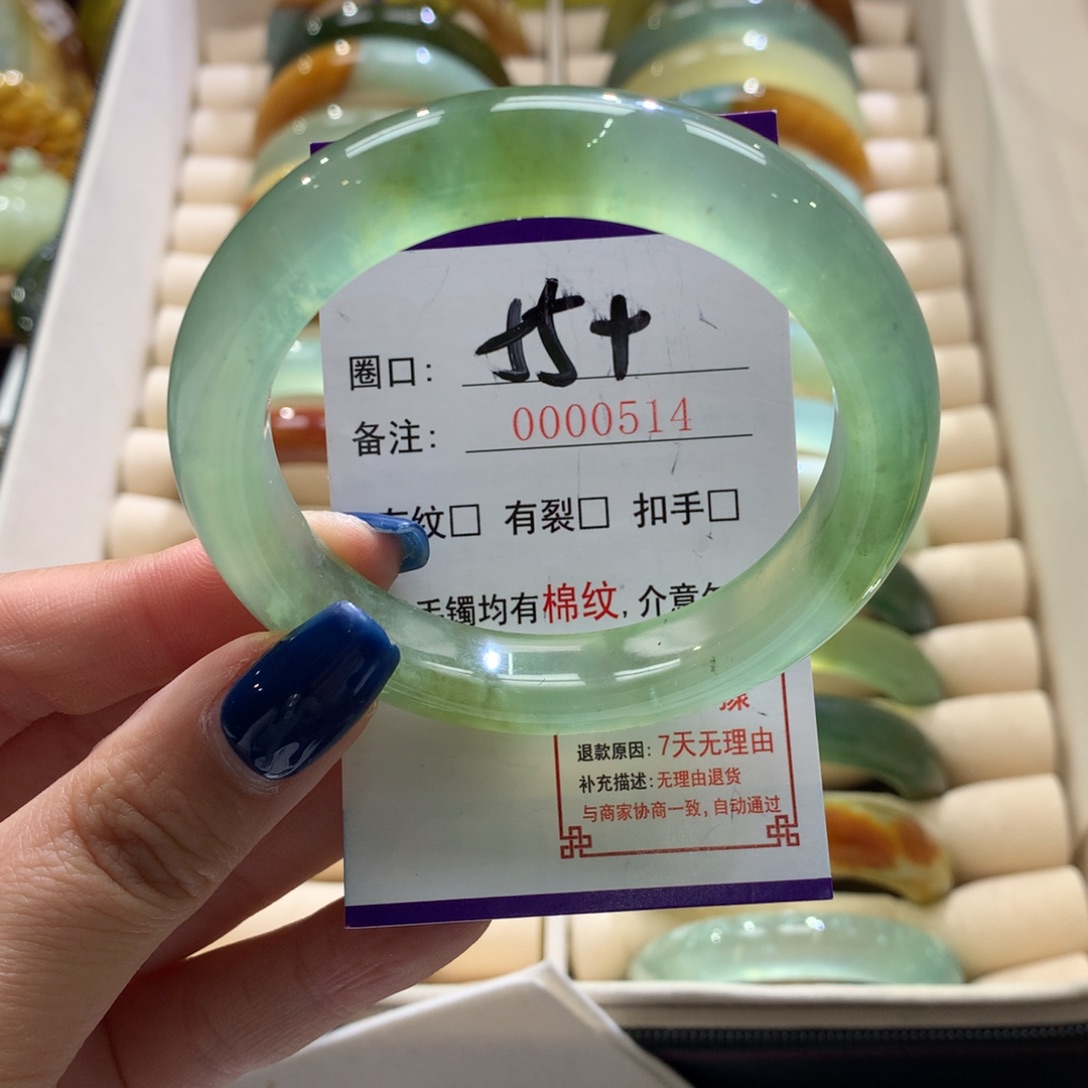 圈口: 55+
备注: 0000514
有纹□ 有裂□ 扣手□
手镯均有棉纹, 介意
退款原因: 7天无理由
补充描述: 无理由退货
与商家协商一致, 自动通过